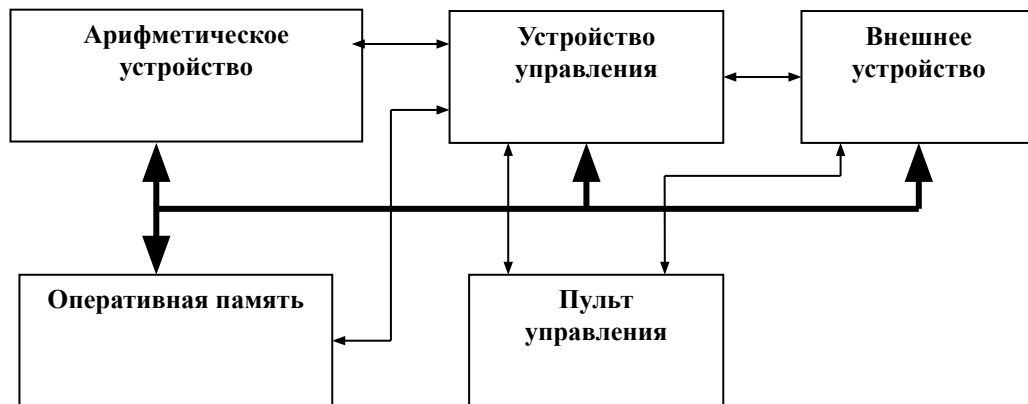 Арифметическое
устройство
Устройство
управления
Внешнее
устройство
Оперативная память
Пульт
управления